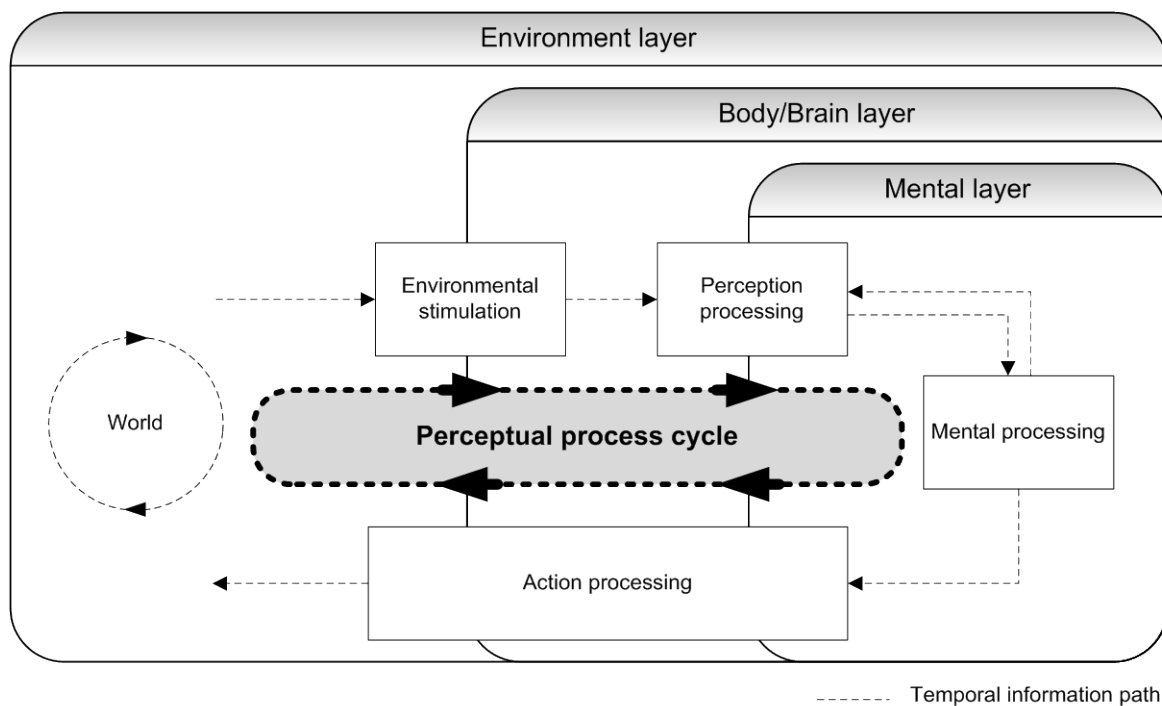 Environment layer
Body/Brain layer
Mental layer
Environmental
stimulation
Perception
processing
World
Perceptual process cycle
Mental processing
Action processing
Temporal information path